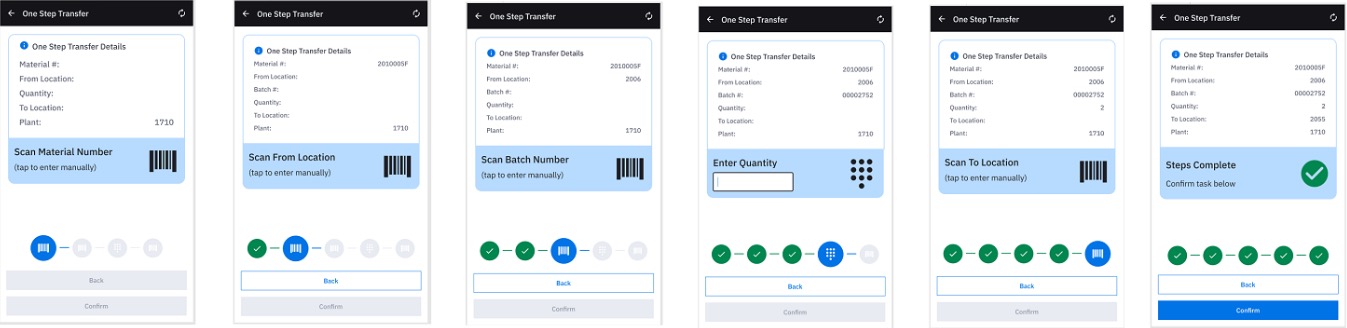 One Step Transfer
One Step Transfer Details
Material #:
From Location:
Quantity:
To Location:
Plant: 1710
Scan Material Number
(tap to enter manually)
Back
Confirm
One Step Transfer
One Step Transfer Details
Material #: 2010005F
From Location:
Batch #:
Quantity:
To Location:
Plant: 1710
Scan From Location
(tap to enter manually)
Back
Confirm
One Step Transfer
One Step Transfer Details
Material #: 2010005F
From Location: 2006
Batch #:
Quantity:
To Location:
Plant: 1710
Scan Batch Number
(tap to enter manually)
Back
Confirm
One Step Transfer
One Step Transfer Details
Material #: 2010005F
From Location: 2006
Batch #: 00002752
Quantity:
To Location:
Plant: 1710
Enter Quantity
Back
Confirm
One Step Transfer
One Step Transfer Details
Material #: 2010005F
From Location: 2006
Batch #: 00002752
Quantity: 2
To Location:
Plant: 1710
Scan To Location
(tap to enter manually)
Back
Confirm
One Step Transfer
One Step Transfer Details
Material #: 2010005F
From Location: 2006
Batch #: 00002752
Quantity: 2
To Location: 2055
Plant: 1710
Steps Complete
Confirm task below
Back
Confirm